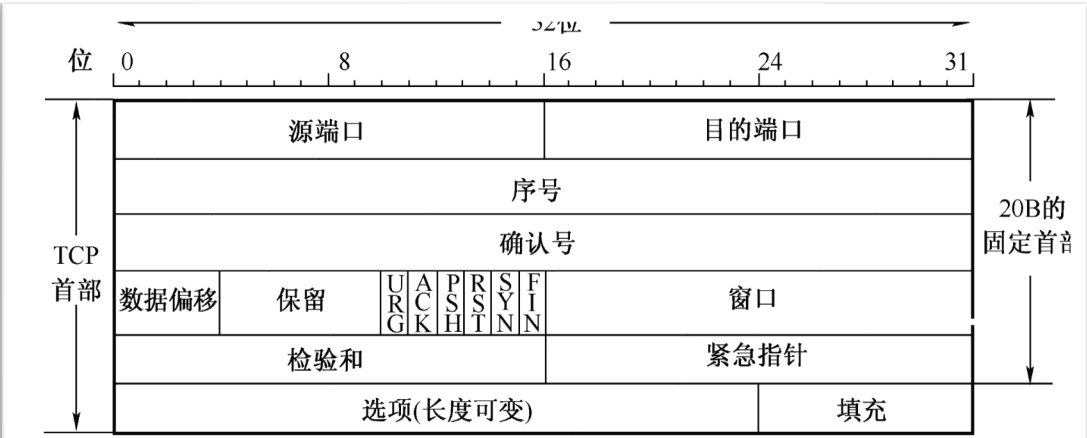 32位
位 0 8 16 24 31
源端口 目的端口
序号
确认号
TCP
首部
20B的
固定首部
数据偏移 保留 URG ACK PSH RST SYN FIN 窗口
检验和 紧急指针
选项(长度可变) 填充